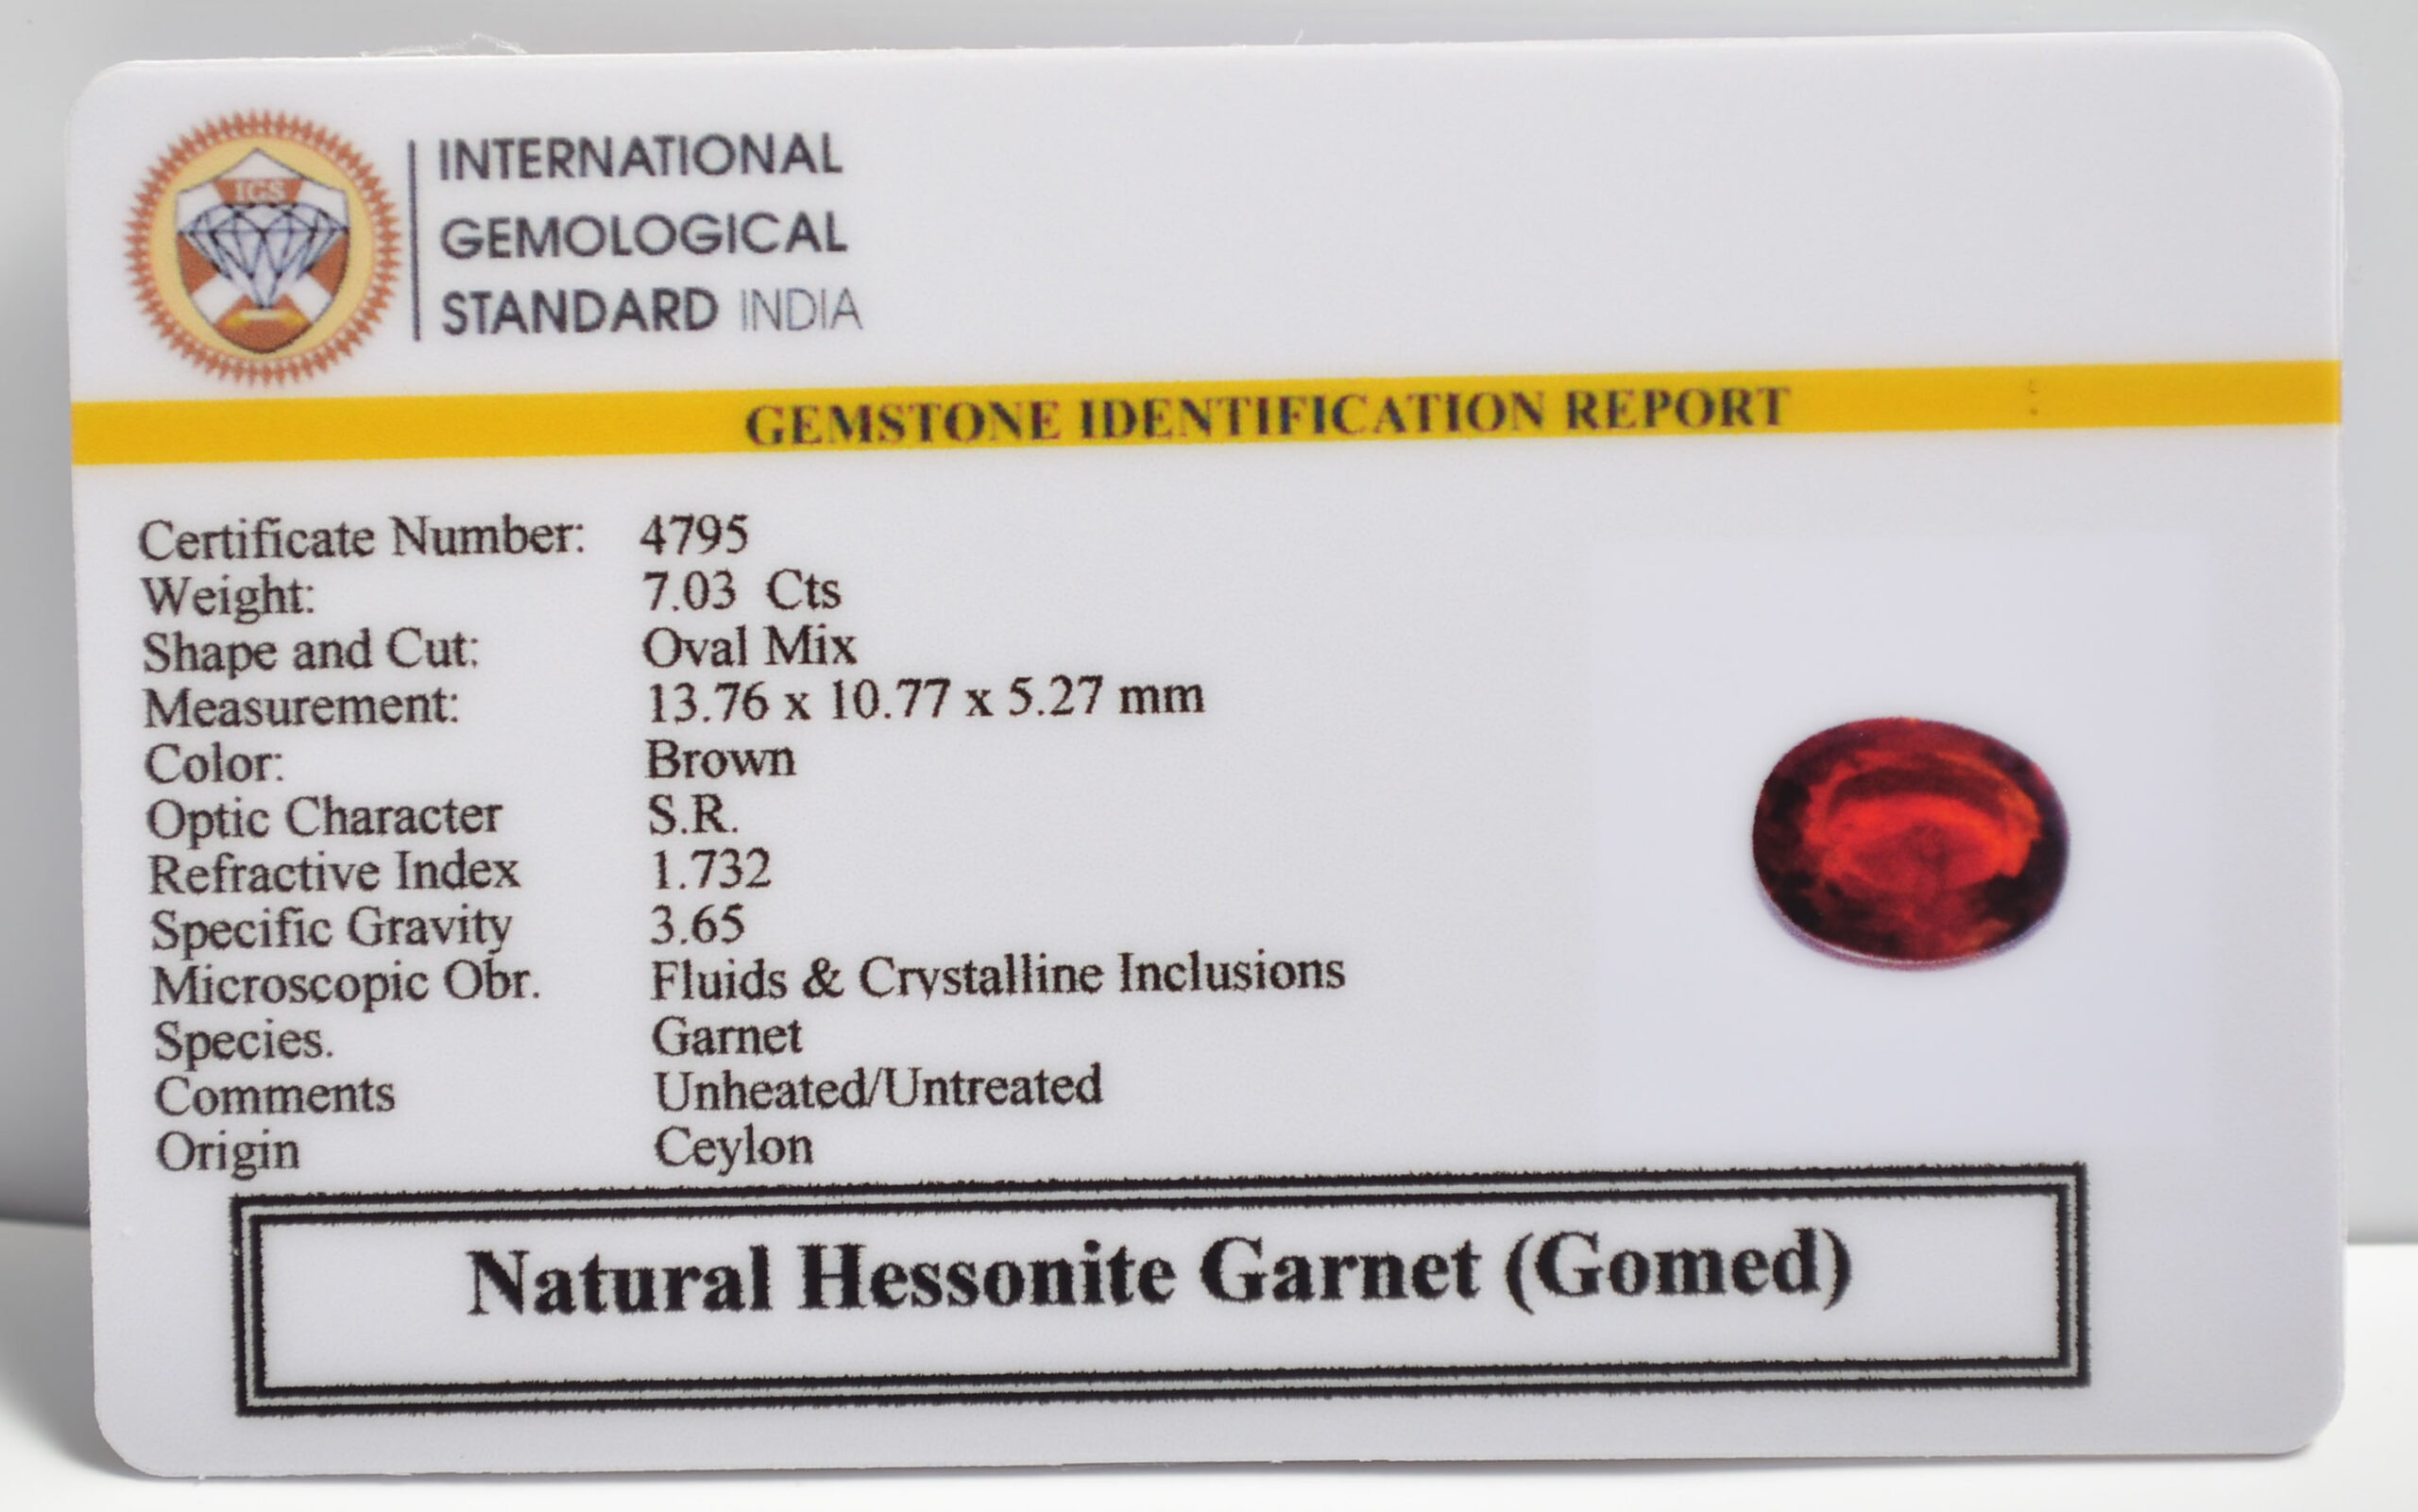 IGS
INTERNATIONAL
GEMOLOGICAL
STANDARD INDIA
GEMSTONE IDENTIFICATION REPORT
Certificate Number: 4795
Weight: 7.03 Cts
Shape and Cut: Oval Mix
Measurement: 13.76 x 10.77 x 5.27 mm
Color: Brown
Optic Character S.R.
Refractive Index 1.732
Specific Gravity 3.65
Microscopic Obr. Fluids & Crystalline Inclusions
Species. Garnet
Comments Unheated/Untreated
Origin Ceylon
Natural Hessonite Garnet (Gomed)